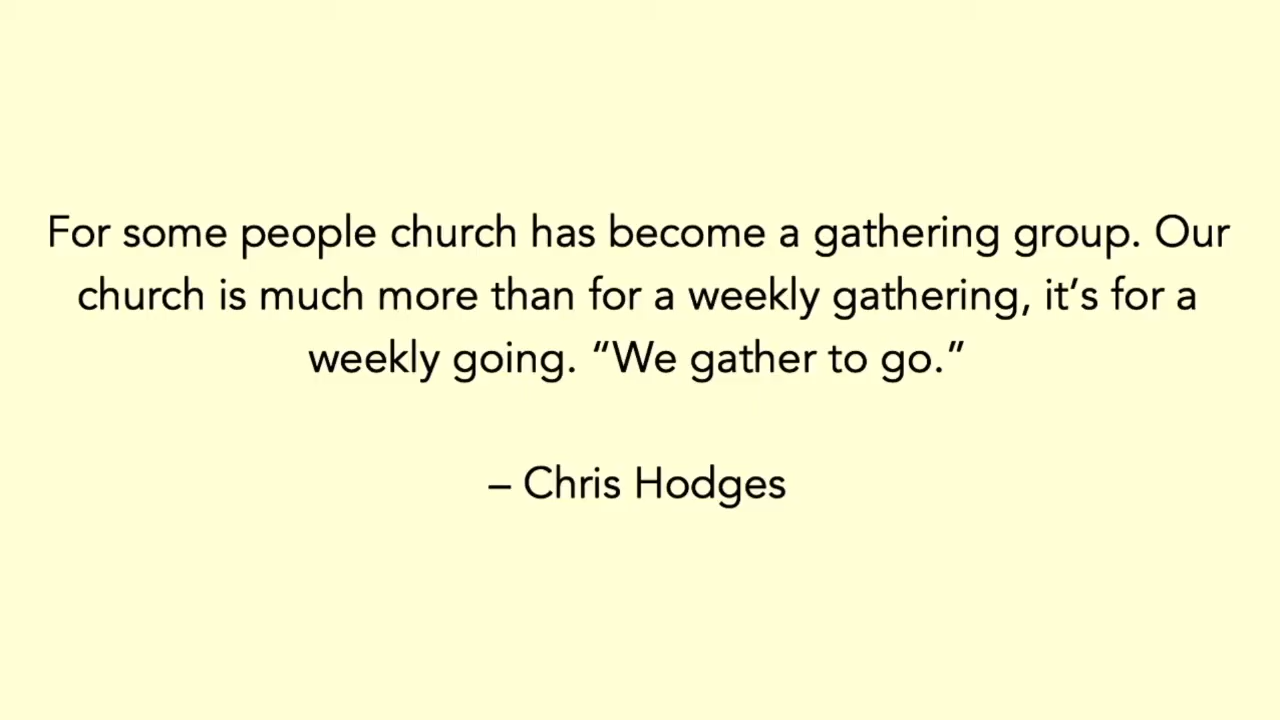 For some people church has become a gathering group. Our
church is much more than for a weekly gathering, it’s for a
weekly going. “We gather to go.”
– Chris Hodges